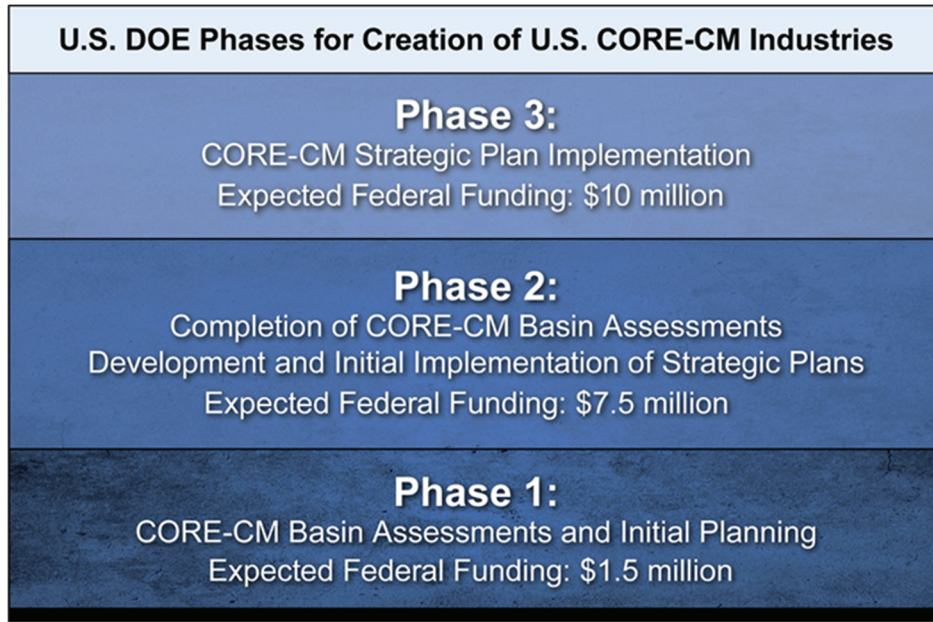 U.S. DOE Phases for Creation of U.S. CORE-CM Industries
Phase 3:
CORE-CM Strategic Plan Implementation
Expected Federal Funding: $10 million
Phase 2:
Completion of CORE-CM Basin Assessments
Development and Initial Implementation of Strategic Plans
Expected Federal Funding: $7.5 million
Phase 1:
CORE-CM Basin Assessments and Initial Planning
Expected Federal Funding: $1.5 million